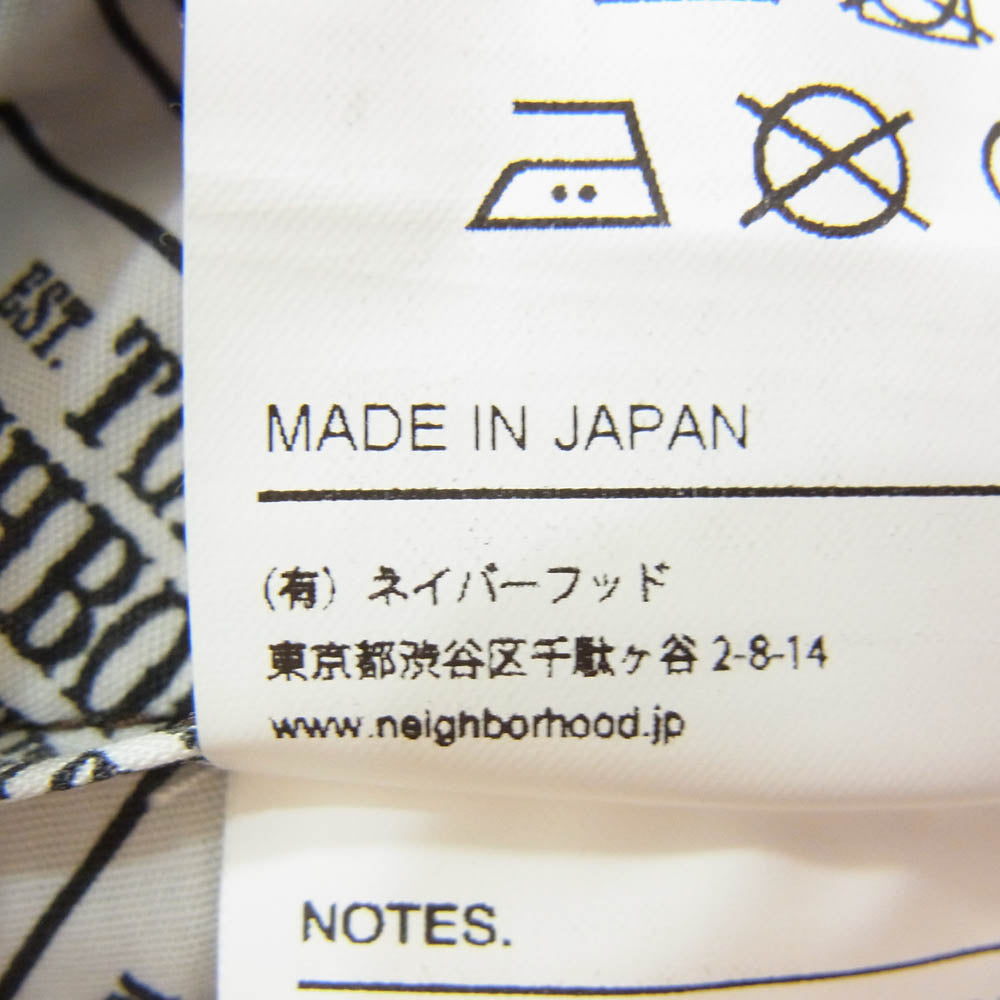 EST.
MADE IN JAPAN
(有) ネイバーフッド
東京都渋谷区千駄ヶ谷 2-8-14
www.neighborhood.jp
NOTES.